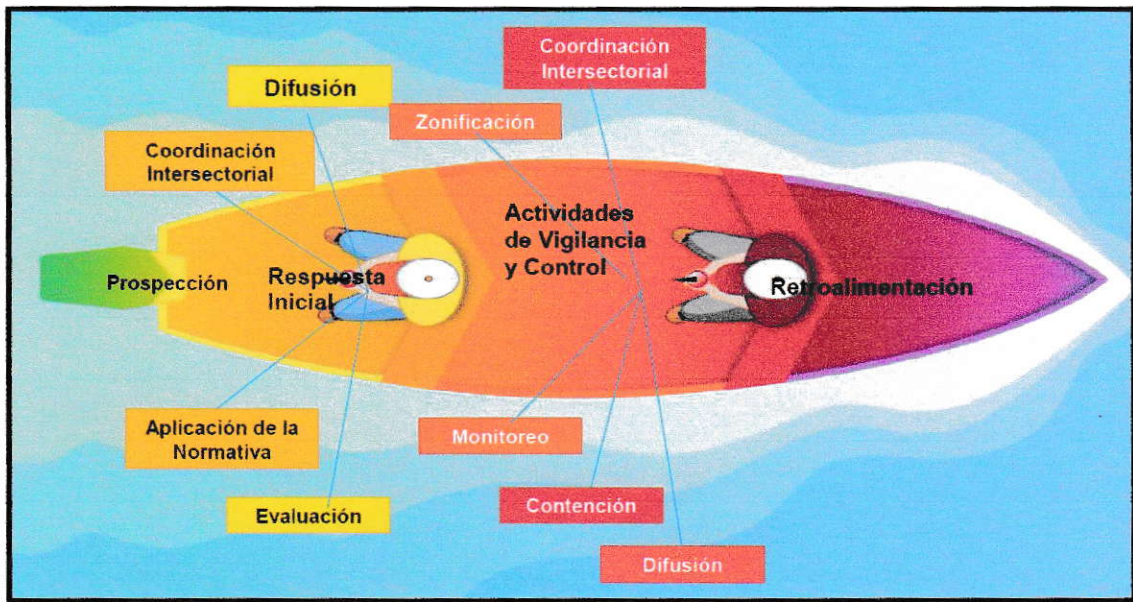 Coordinación
Intersectorial
Difusión
Zonificación
Coordinación
Intersectorial
Actividades
de Vigilancia
y Control
Prospección
Respuesta
Inicial
Retroalimentación
Aplicación de la
Normativa
Monitoreo
Evaluación
Contención
Difusión